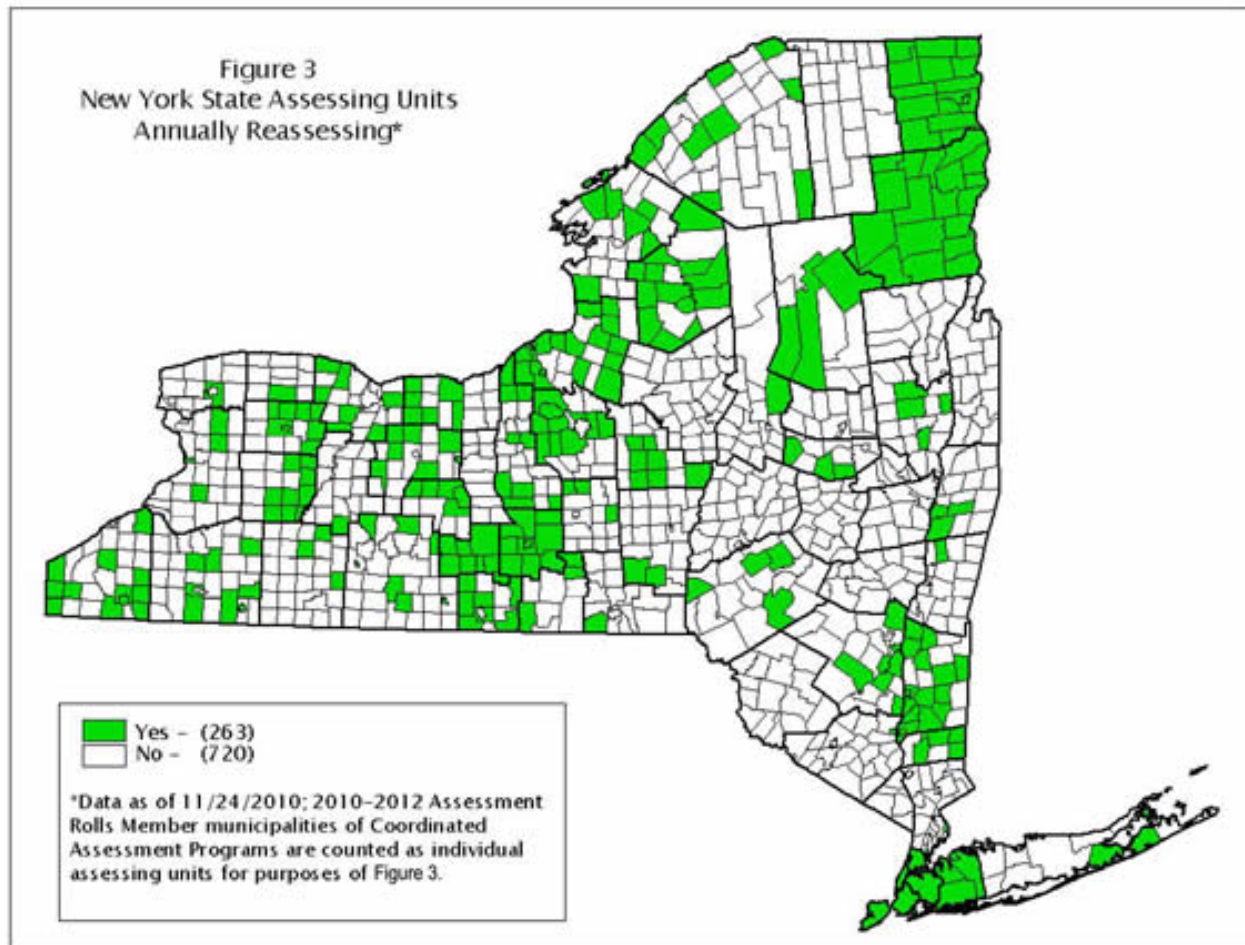 Figure 3
New York State Assessing Units
Annually Reassessing*
Yes - (263)
No - (720)
*Data as of 11/24/2010; 2010-2012 Assessment
Rolls Member municipalities of Coordinated
Assessment Programs are counted as individual
assessing units for purposes of Figure 3.